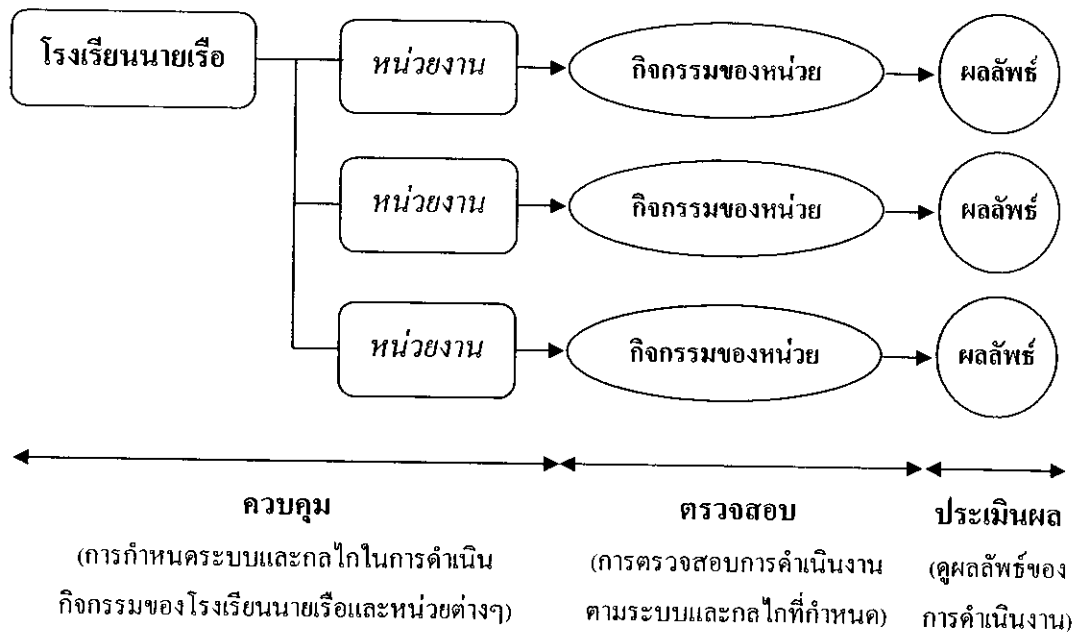 โรงเรียนนายเรือ
หน่วยงาน
กิจกรรมของหน่วย
ผลลัพธ์
หน่วยงาน
กิจกรรมของหน่วย
ผลลัพธ์
หน่วยงาน
กิจกรรมของหน่วย
ผลลัพธ์
ควบคุม
(การกำหนดระบบและกลไกในการดำเนิน
กิจกรรมของโรงเรียนนายเรือและหน่วยต่างๆ)
ตรวจสอบ
(การตรวจสอบการดำเนินงาน
ตามระบบและกลไกที่กำหนด)
ประเมินผล
(ดูผลลัพธ์ของ
การดำเนินงาน)